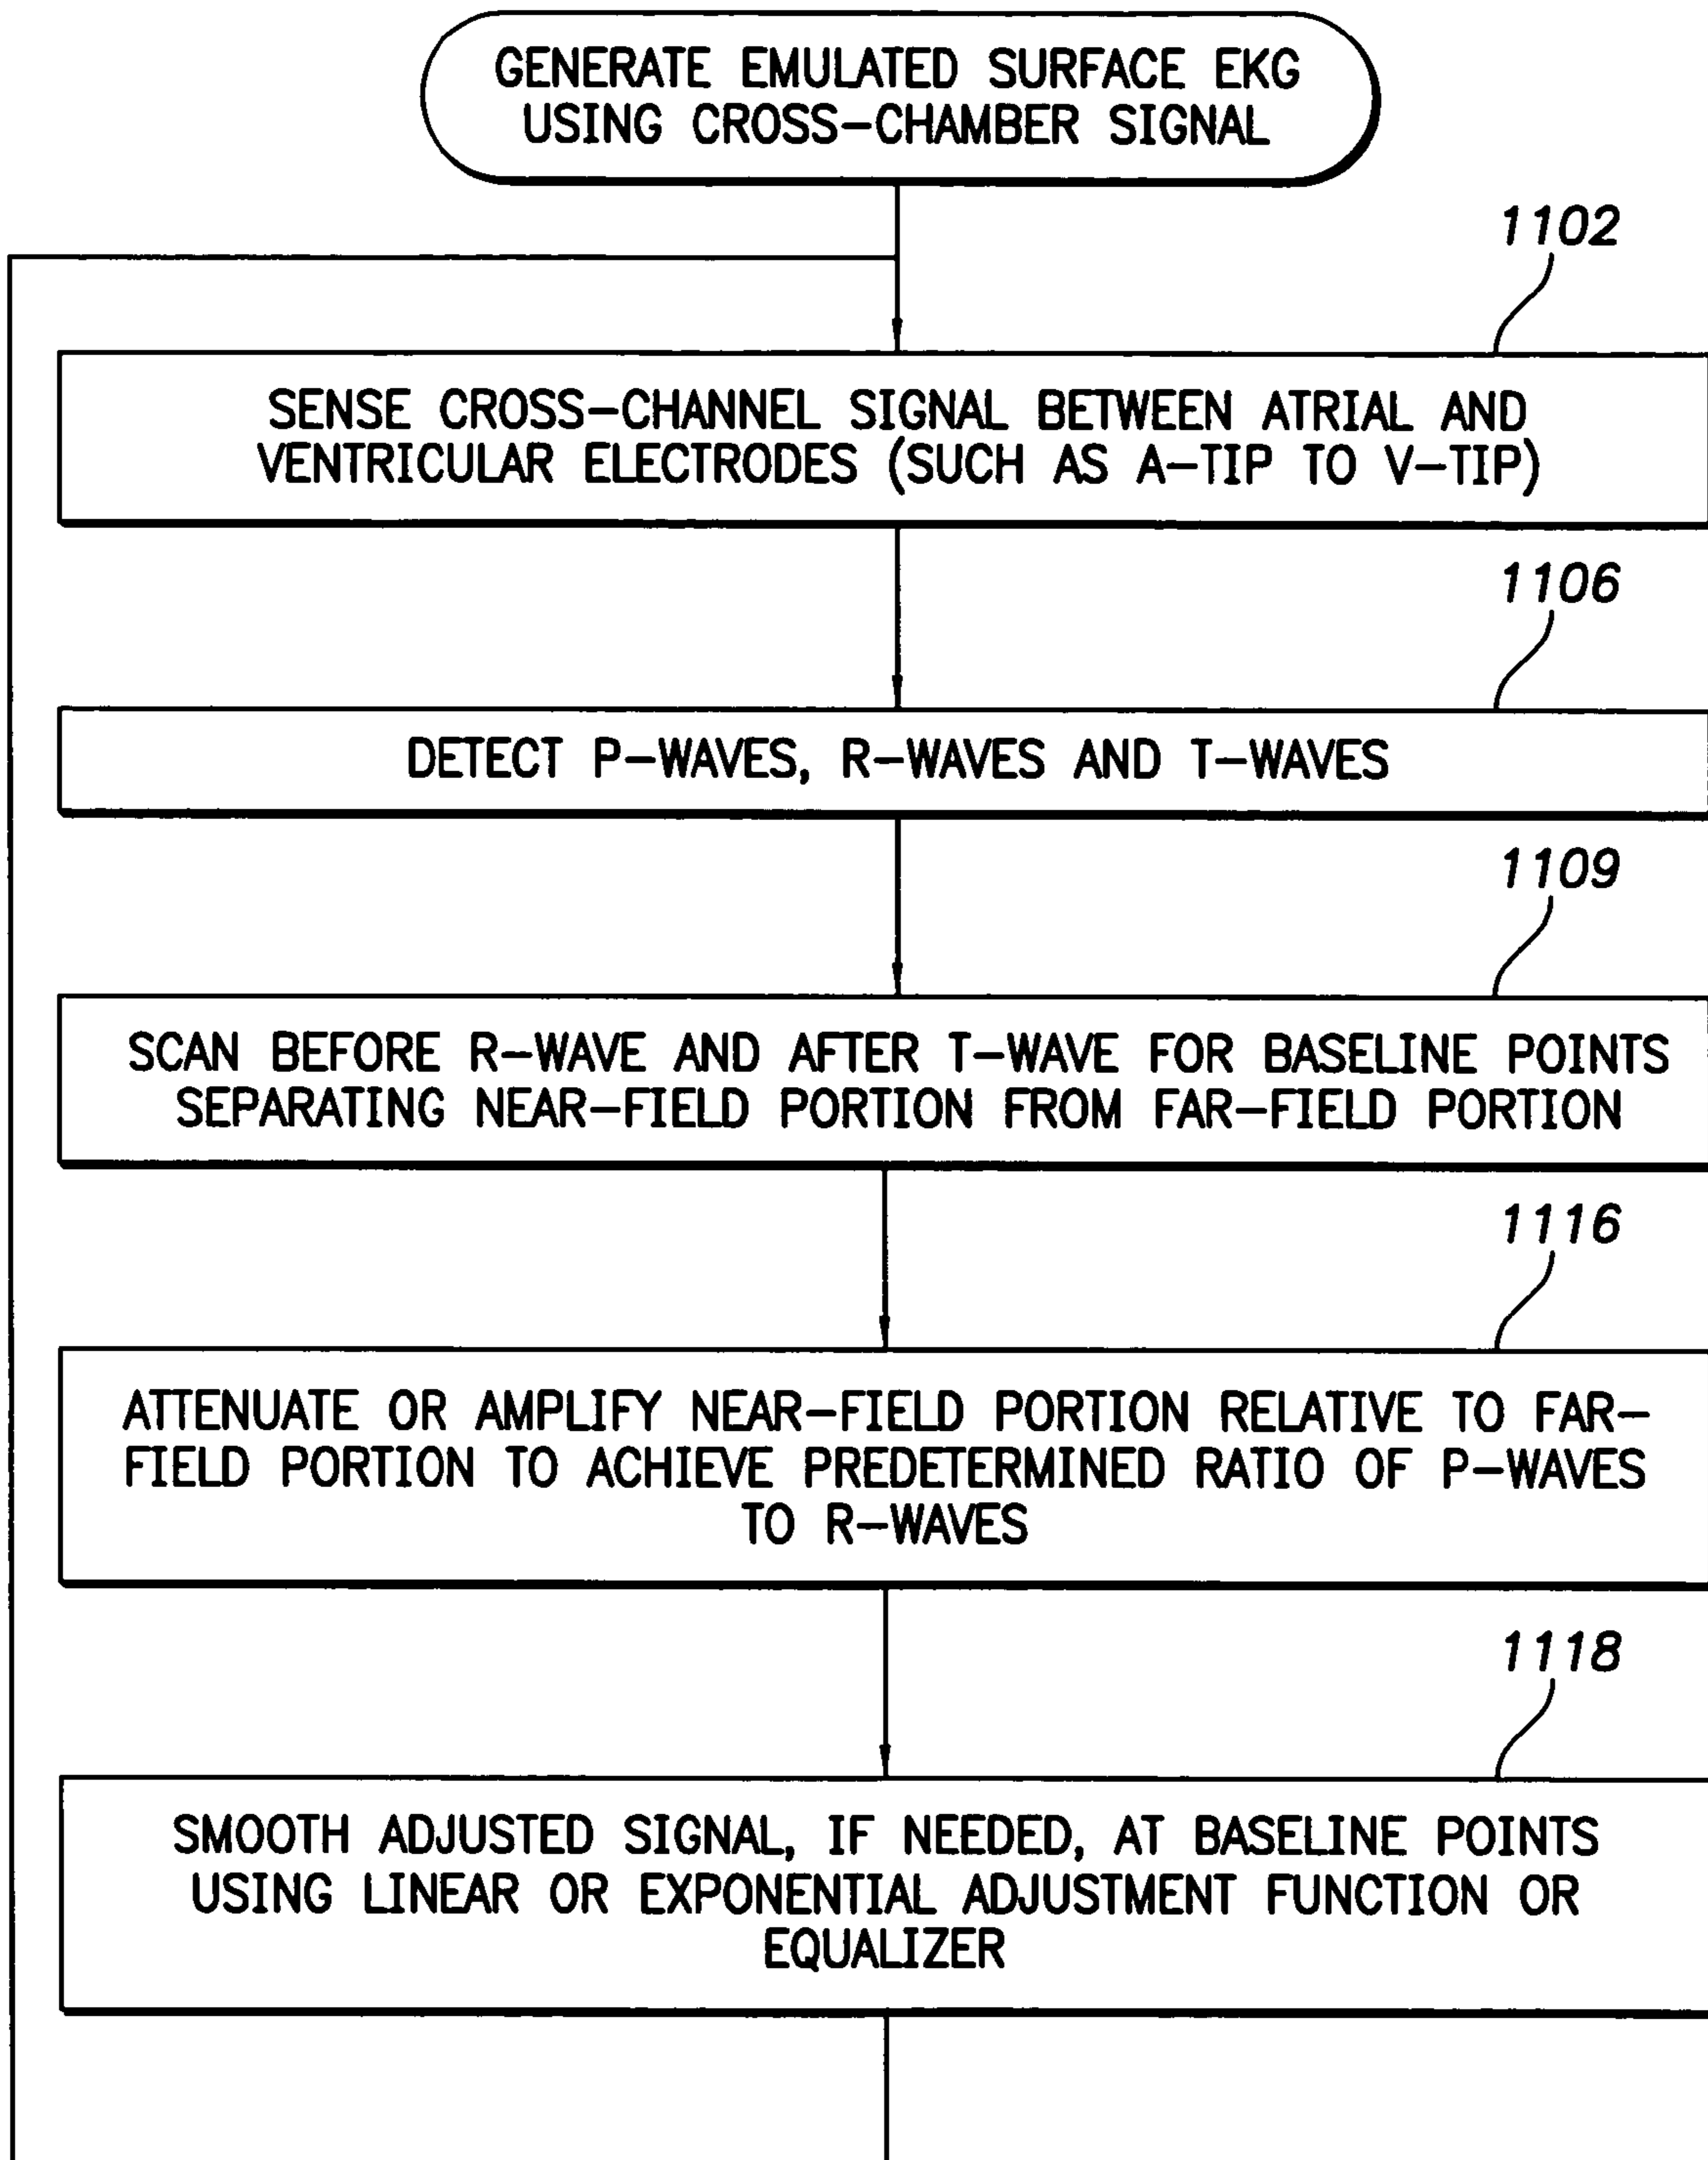 GENERATE EMULATED SURFACE EKG
USING CROSS-CHAMBER SIGNAL
1102
SENSE CROSS-CHANNEL SIGNAL BETWEEN ATRIAL AND
VENTRICULAR ELECTRODES (SUCH AS A-TIP TO V-TIP)
1106
DETECT P-WAVES, R-WAVES AND T-WAVES
1109
SCAN BEFORE R-WAVE AND AFTER T-WAVE FOR BASELINE POINTS
SEPARATING NEAR-FIELD PORTION FROM FAR-FIELD PORTION
1116
ATTENUATE OR AMPLIFY NEAR-FIELD PORTION RELATIVE TO FAR-
FIELD PORTION TO ACHIEVE PREDETERMINED RATIO OF P-WAVES
TO R-WAVES
1118
SMOOTH ADJUSTED SIGNAL, IF NEEDED, AT BASELINE POINTS
USING LINEAR OR EXPONENTIAL ADJUSTMENT FUNCTION OR
EQUALIZER